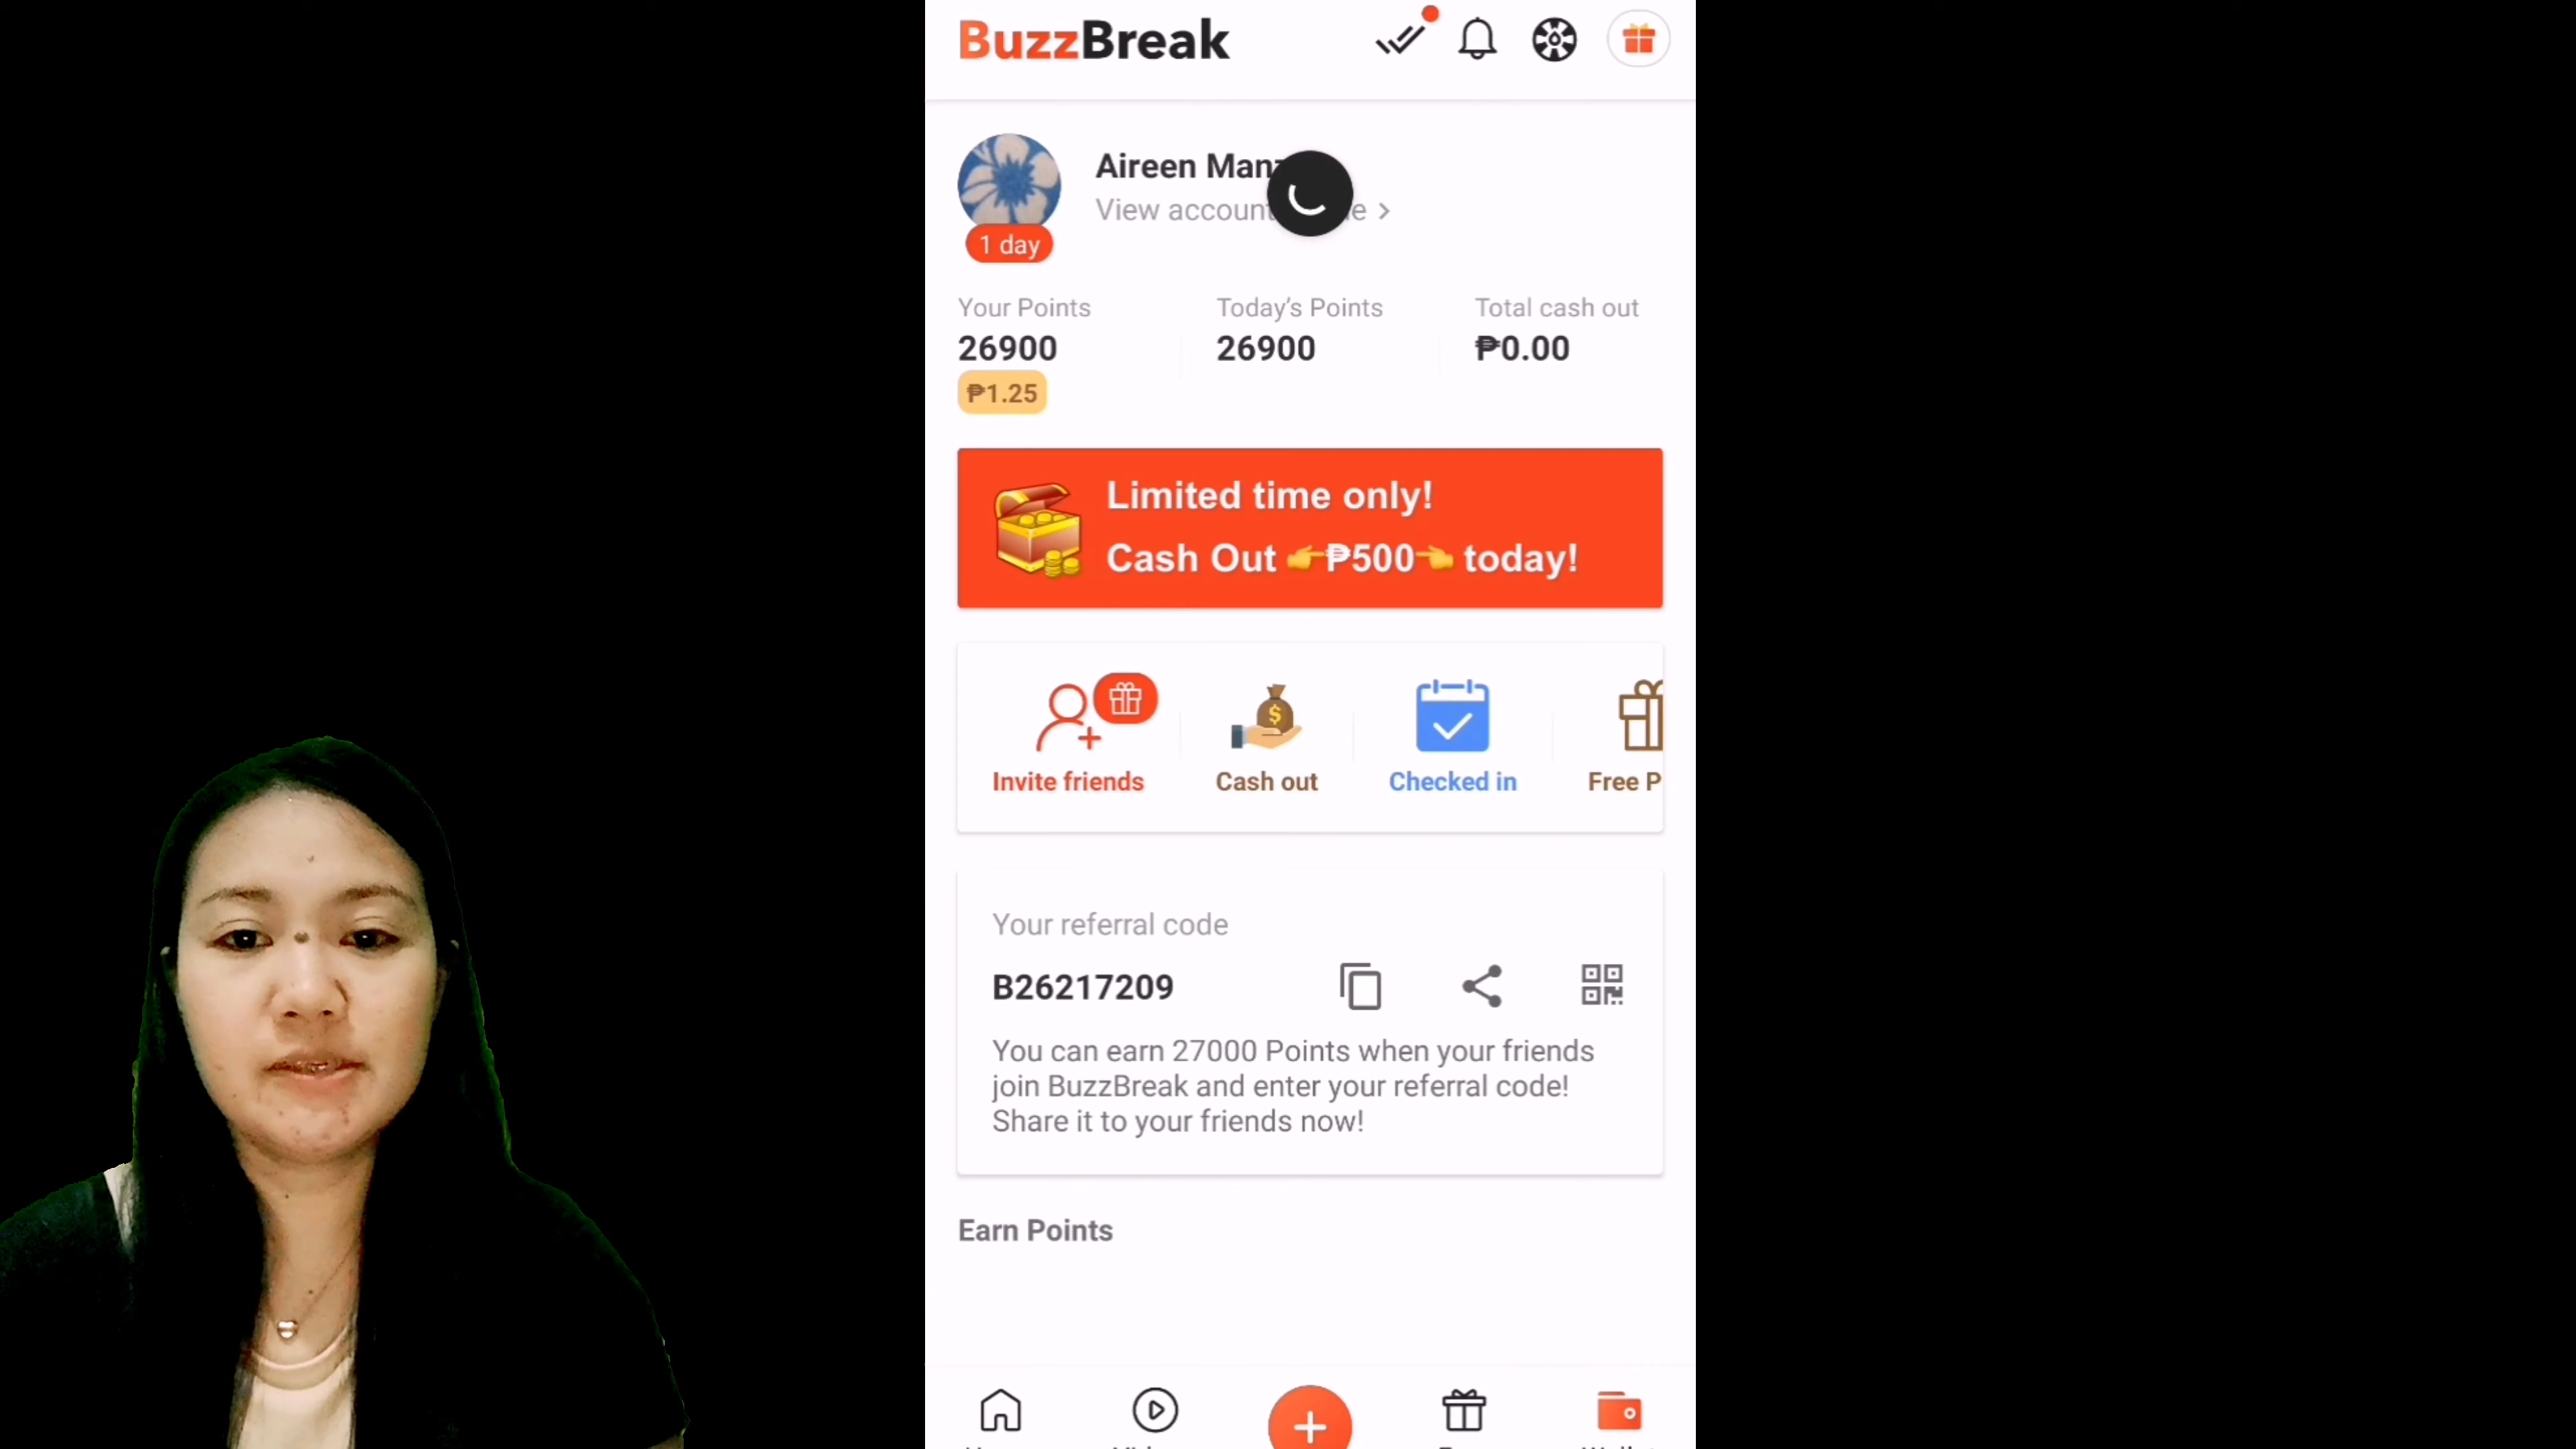 BuzzBreak
Aireen Man
View account
1 day
Your Points
Today's Points
Total cash out
26900
26900
₱0.00
₱1.25
Limited time only!
Cash Out 👉₱500👈 today!
Invite friends
Cash out
Checked in
Free P
Your referral code
B26217209
You can earn 27000 Points when your friends
join BuzzBreak and enter your referral code!
Share it to your friends now!
Earn Points